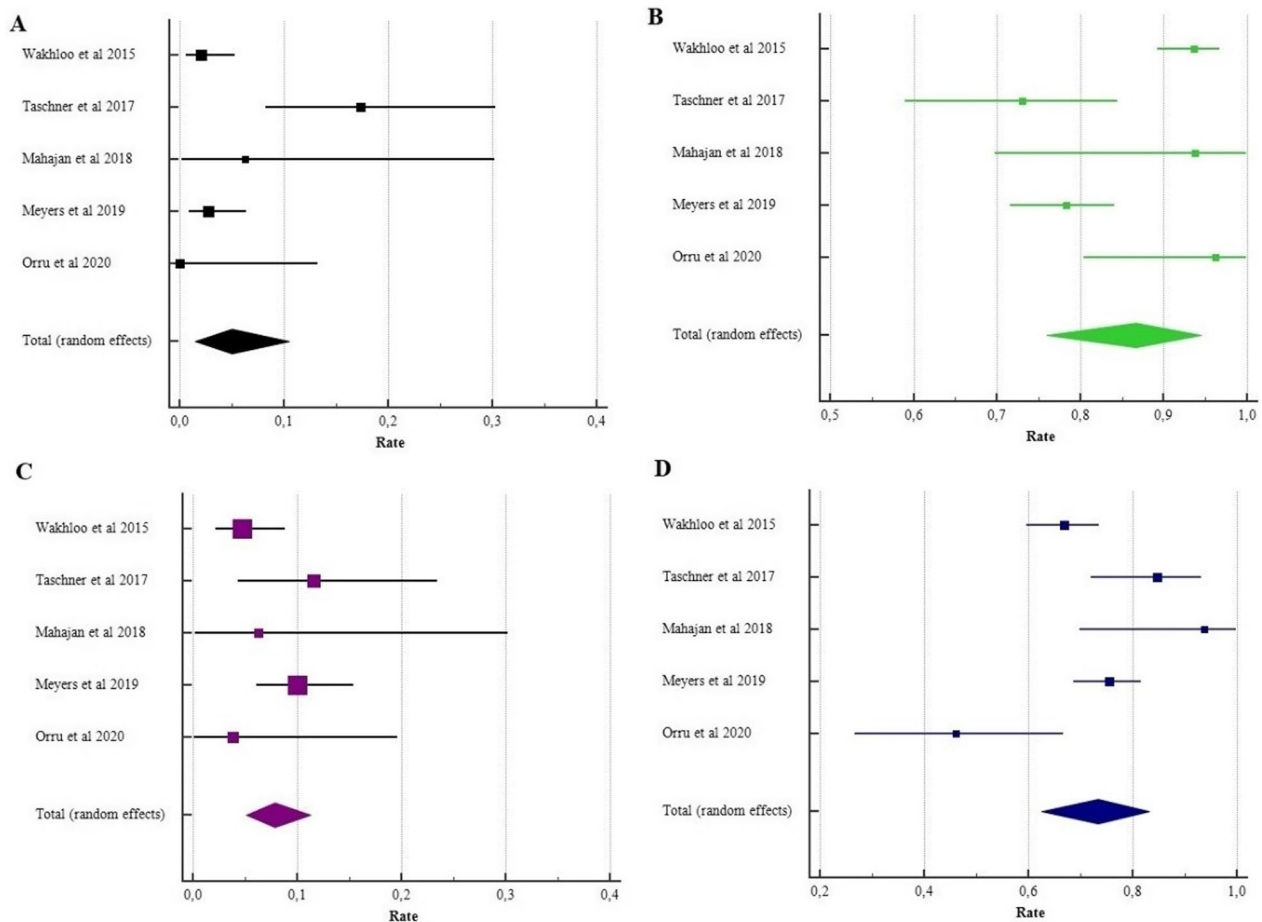 A
Wakhloo et al 2015
Taschner et al 2017
Mahajan et al 2018
Meyers et al 2019
Orru et al 2020
Total (random effects)
0,0 0,1 0,2 0,3 0,4
Rate
B
Wakhloo et al 2015
Taschner et al 2017
Mahajan et al 2018
Meyers et al 2019
Orru et al 2020
Total (random effects)
0,5 0,6 0,7 0,8 0,9 1,0
Rate
C
Wakhloo et al 2015
Taschner et al 2017
Mahajan et al 2018
Meyers et al 2019
Orru et al 2020
Total (random effects)
0,0 0,1 0,2 0,3 0,4
Rate
D
Wakhloo et al 2015
Taschner et al 2017
Mahajan et al 2018
Meyers et al 2019
Orru et al 2020
Total (random effects)
0,2 0,4 0,6 0,8 1,0
Rate